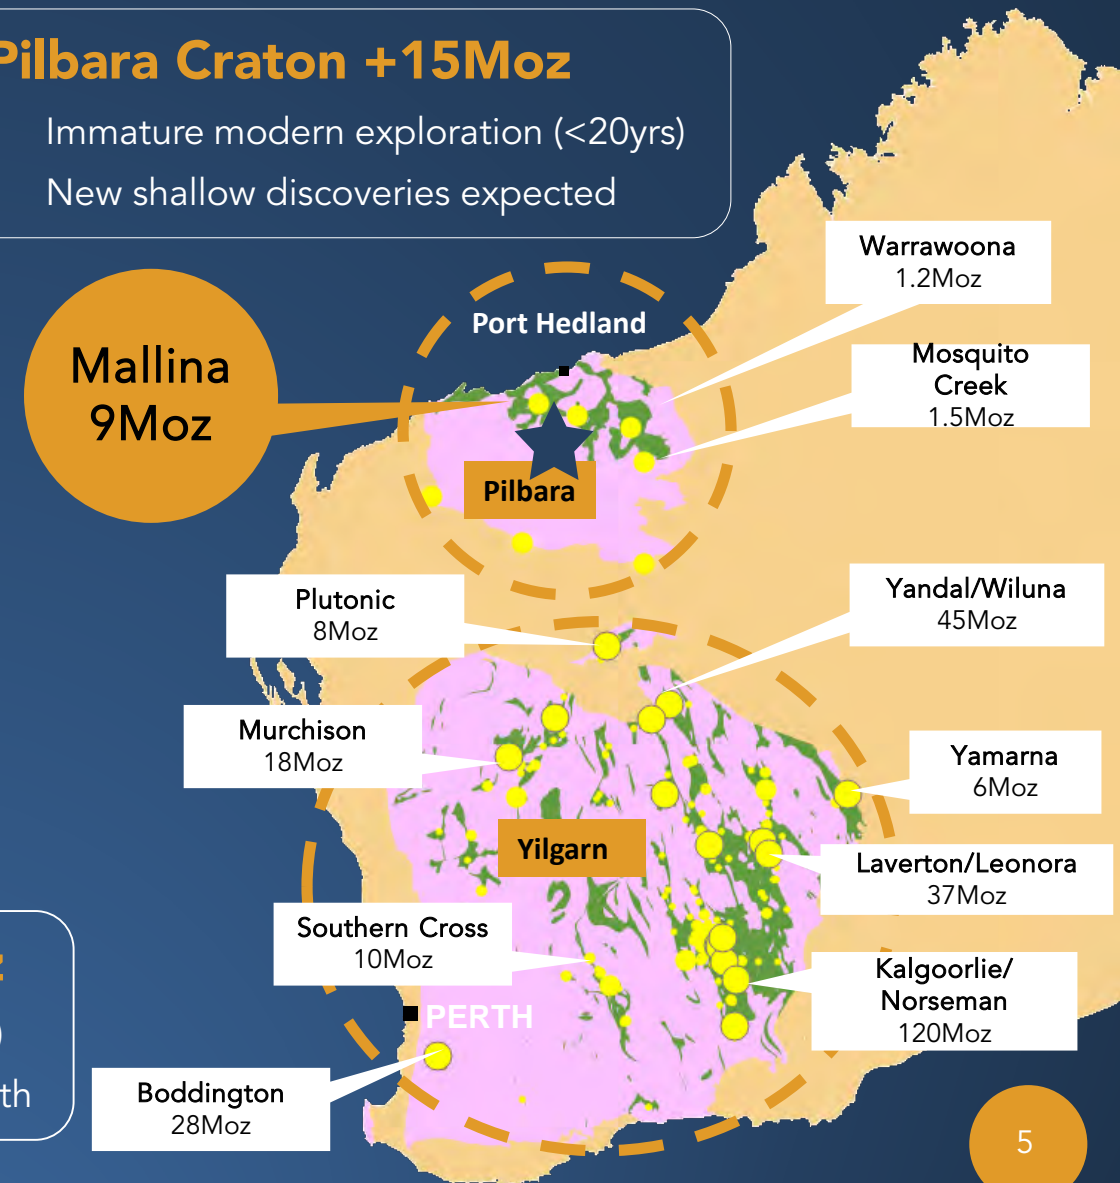 Pilbara Craton +15Moz
Immature modern exploration (<20yrs)
New shallow discoveries expected
Warrawoona
1.2Moz
Port Hedland
Mallina
9Moz
Mosquito
Creek
1.5Moz
Pilbara
Plutonic
8Moz
Yandal/Wiluna
45Moz
Murchison
18Moz
Yamarna
6Moz
Yilgarn
Laverton/Leonora
37Moz
Southern Cross
10Moz
Kalgoorlie/
Norseman
120Moz
PERTH
Boddington
28Moz
5